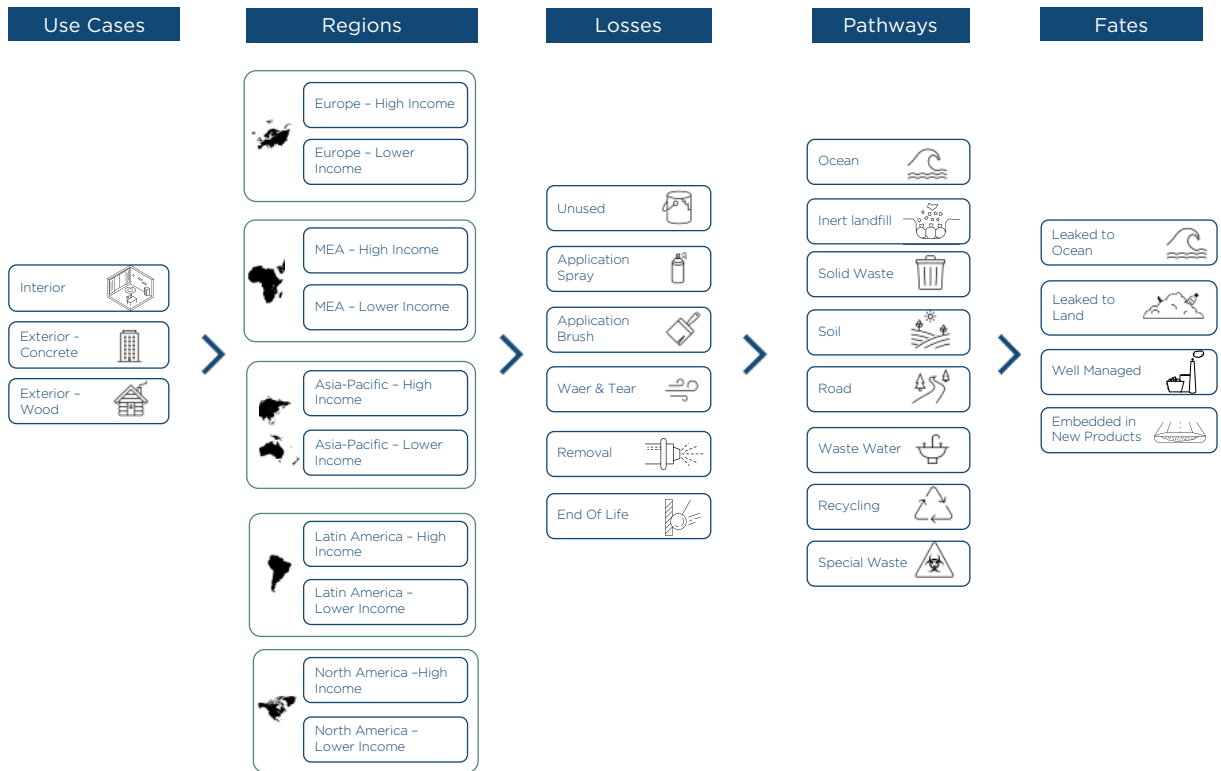 Use Cases
Regions
Losses
Pathways
Fates
Interior
Exterior -
Concrete
Exterior –
Wood
Europe – High Income
Europe – Lower
Income
MEA – High Income
MEA – Lower Income
Asia-Pacific – High
Income
Asia-Pacific – Lower
Income
Latin America – High
Income
Latin America –
Lower Income
North America –High
Income
North America –
Lower Income
Unused
Application
Spray
Application
Brush
Waer & Tear
Removal
End Of Life
Ocean
Inert landfill
Solid Waste
Soil
Road
Waste Water
Recycling
Special Waste
Leaked to
Ocean
Leaked to
Land
Well Managed
Embedded in
New Products